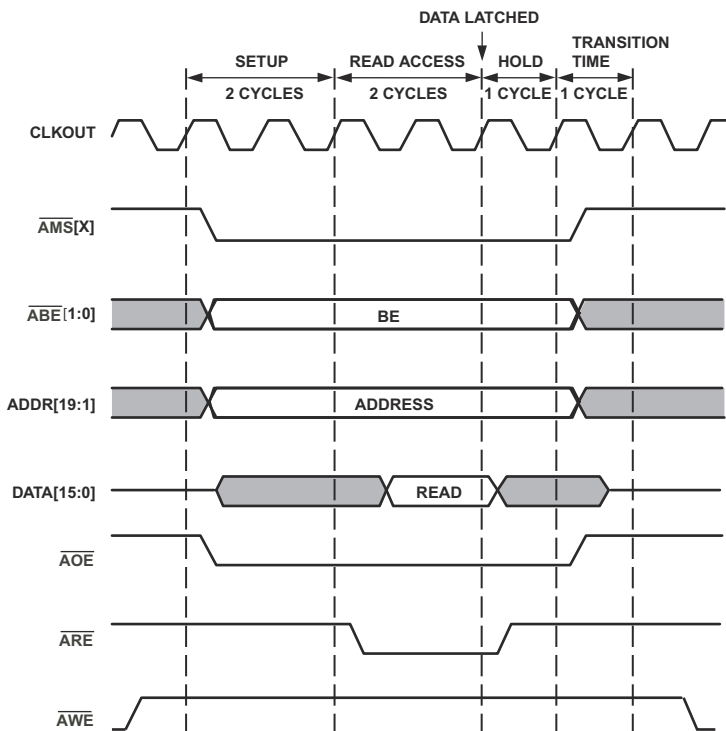 DATA LATCHED
SETUP
READ ACCESS
HOLD
TRANSITION
TIME
2 CYCLES
2 CYCLES
1 CYCLE
1 CYCLE
CLKOUT
AMS[X]
ABE[1:0]
BE
ADDR[19:1]
ADDRESS
DATA[15:0]
READ
AOE
ARE
AWE